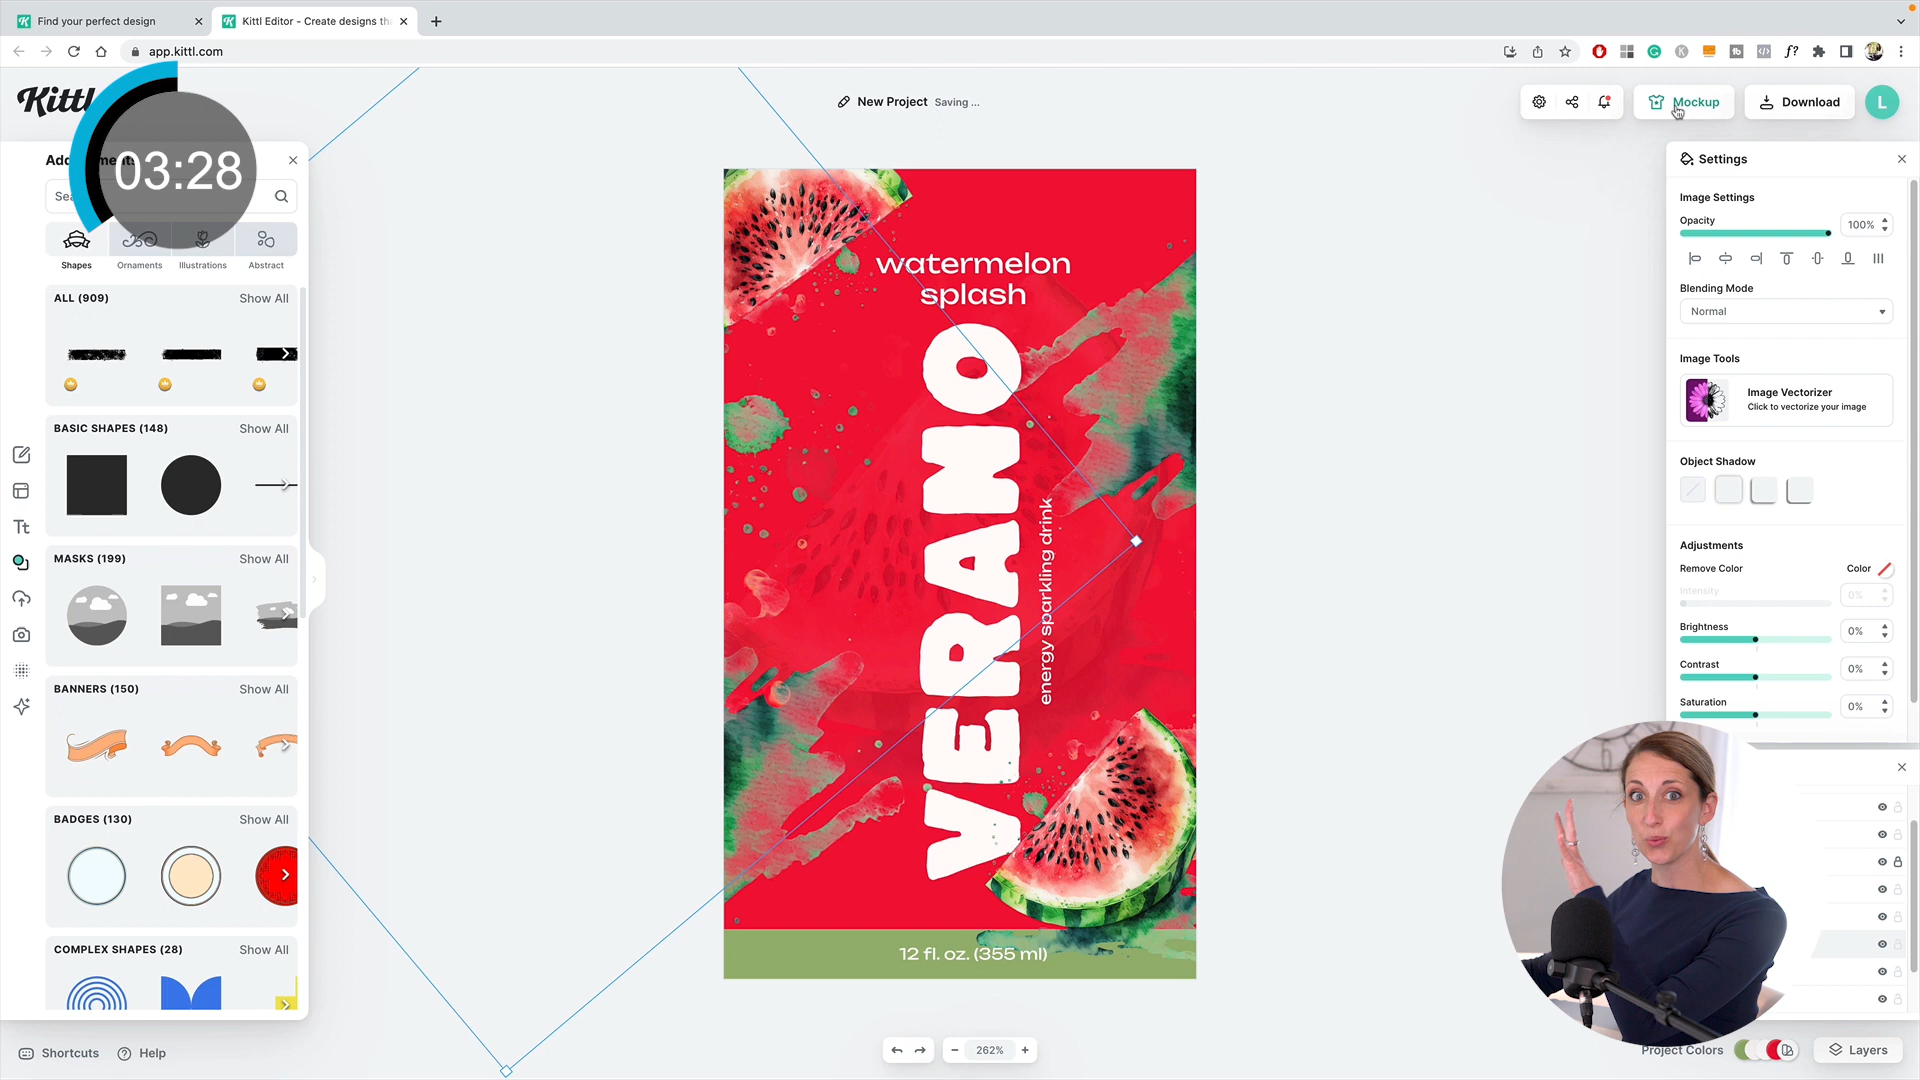 Find your perfect design
Kittl Editor - Create designs th
app.kittl.com
Kittl
New Project
Saving ...
Mockup
Download
L
03:28
Shapes
Ornaments
Illustrations
Abstract
ALL (909)
Show All
BASIC SHAPES (148)
Show All
MASKS (199)
Show All
BANNERS (150)
Show All
BADGES (130)
Show All
COMPLEX SHAPES (28)
Show All
Tt
watermelon
splash
VERANO
energy sparkling drink
12 fl. oz. (355 ml)
Settings
Image Settings
Opacity
100%
Blending Mode
Normal
Image Tools
Image Vectorizer
Click to vectorize your image
Object Shadow
Adjustments
Remove Color
Color
Intensity
0%
Brightness
0%
Contrast
0%
Saturation
0%
Shortcuts
Help
262%
Project Colors
Layers